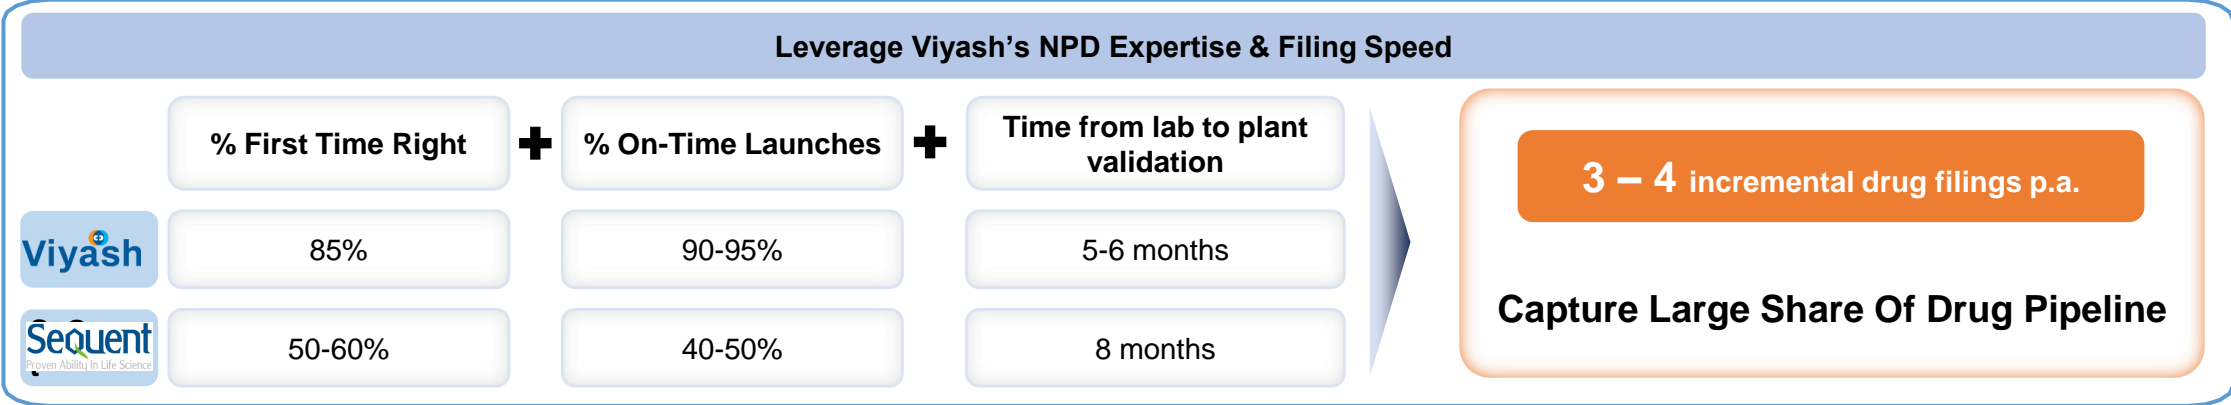 Leverage Viyash’s NPD Expertise & Filing Speed
% First Time Right
% On-Time Launches
Time from lab to plant
validation
Viyash
85%
90-95%
5-6 months
Sequent
Proven Ability In Life Science
50-60%
40-50%
8 months
3 – 4 incremental drug filings p.a.
Capture Large Share Of Drug Pipeline